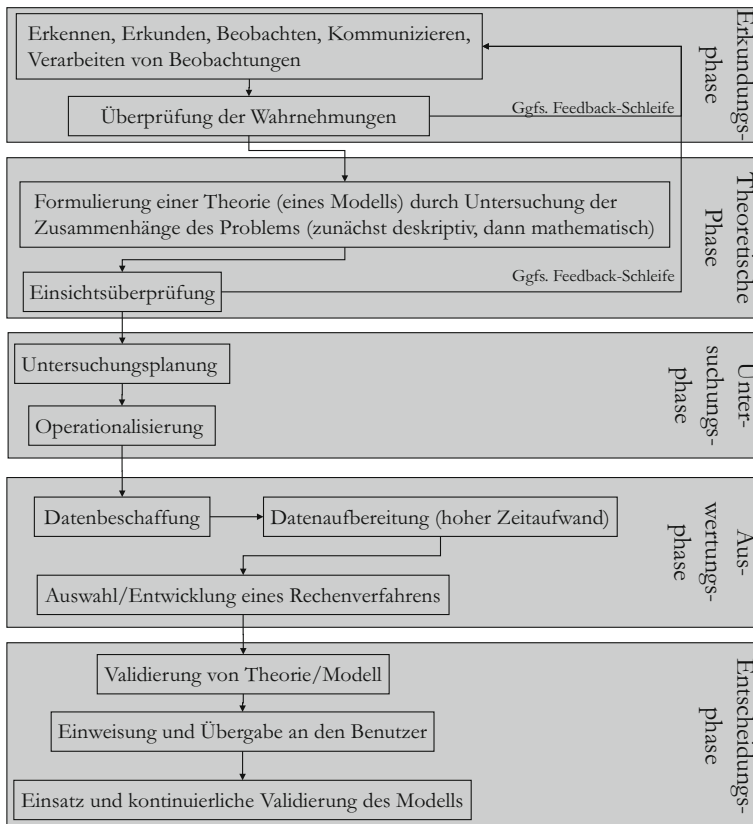 Erkennen, Erkunden, Beobachten, Kommunizieren,
Verarbeiten von Beobachtungen
Überprüfung der Wahrnehmungen
Ggfs. Feedback-Schleife
Erkundungs-
phase
Formulierung einer Theorie (eines Modells) durch Untersuchung der
Zusammenhänge des Problems (zunächst deskriptiv, dann mathematisch)
Einsichtsüberprüfung
Ggfs. Feedback-Schleife
Theoretische
Phase
Untersuchungsplanung
Operationalisierung
Unter-
suchungs-
phase
Datenbeschaffung
Datenaufbereitung (hoher Zeitaufwand)
Auswahl/Entwicklung eines Rechenverfahrens
Aus-
wertungs-
phase
Validierung von Theorie/Modell
Einweisung und Übergabe an den Benutzer
Einsatz und kontinuierliche Validierung des Modells
Entscheidungs-
phase